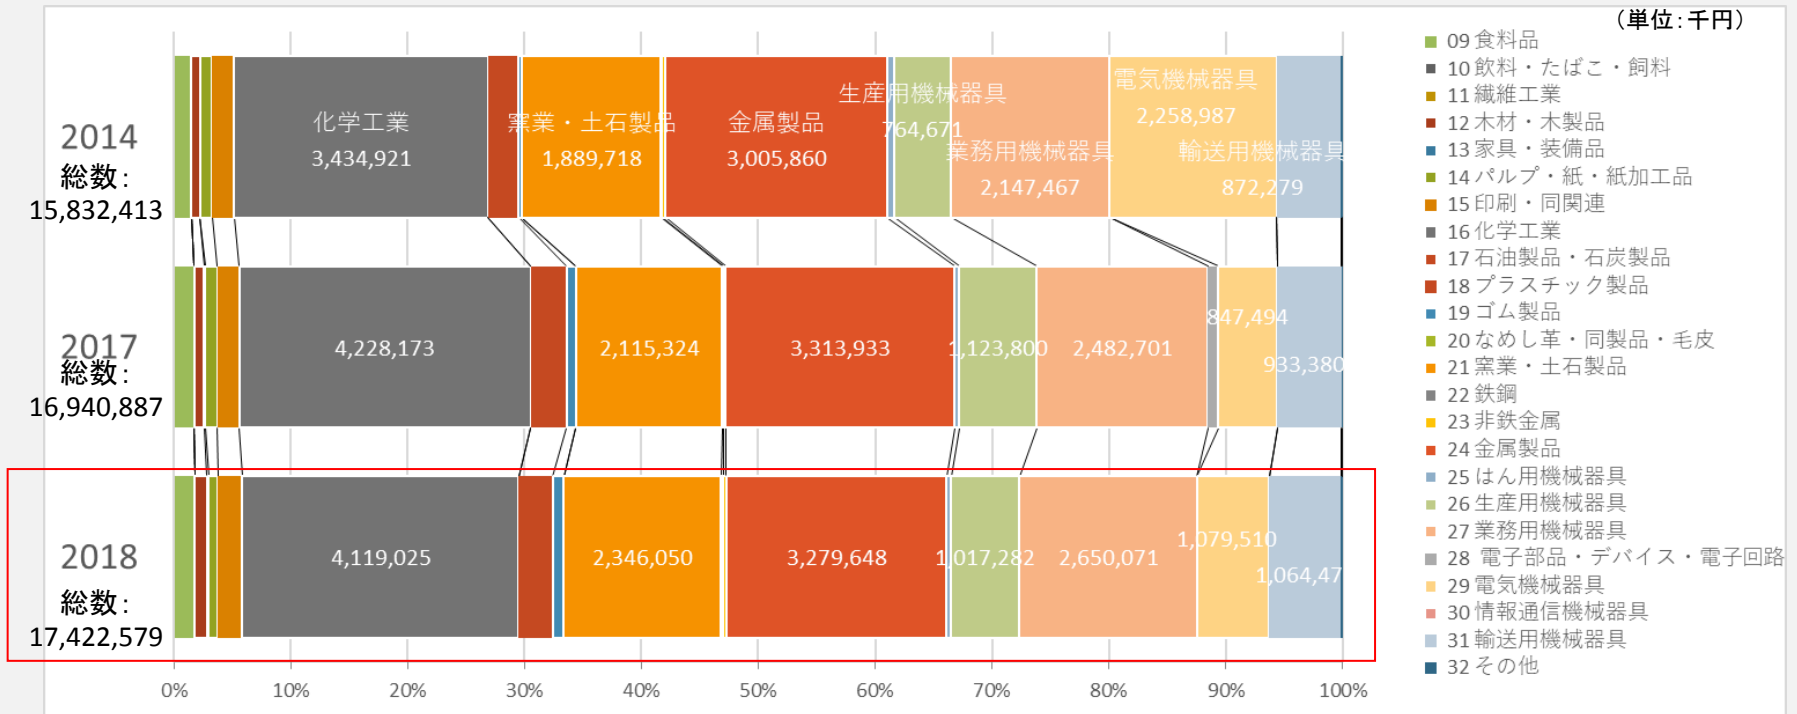 (単位:千円)
2014
総数:
15,832,413
化学工業
3,434,921
窯業・土石製品
1,889,718
金属製品
3,005,860
生産用機械器具
764,671
業務用機械器具
2,147,467
電気機械器具
2,258,987
輸送用機械器具
872,279
2017
総数:
16,940,887
4,228,173
2,115,324
3,313,933
1,123,800
2,482,701
847,494
933,380
2018
総数:
17,422,579
4,119,025
2,346,050
3,279,648
1,017,282
2,650,071
1,079,510
1,064,47
0%
10%
20%
30%
40%
50%
60%
70%
80%
90%
100%
09 食料品
10 飲料・たばこ・飼料
11 繊維工業
12 木材・木製品
13 家具・装備品
14 パルプ・紙・紙加工品
15 印刷・同関連
16 化学工業
17 石油製品・石炭製品
18 プラスチック製品
19 ゴム製品
20 なめし革・同製品・毛皮
21 窯業・土石製品
22 鉄鋼
23 非鉄金属
24 金属製品
25 はん用機械器具
26 生産用機械器具
27 業務用機械器具
28 電子部品・デバイス・電子回路
29 電気機械器具
30 情報通信機械器具
31 輸送用機械器具
32 その他